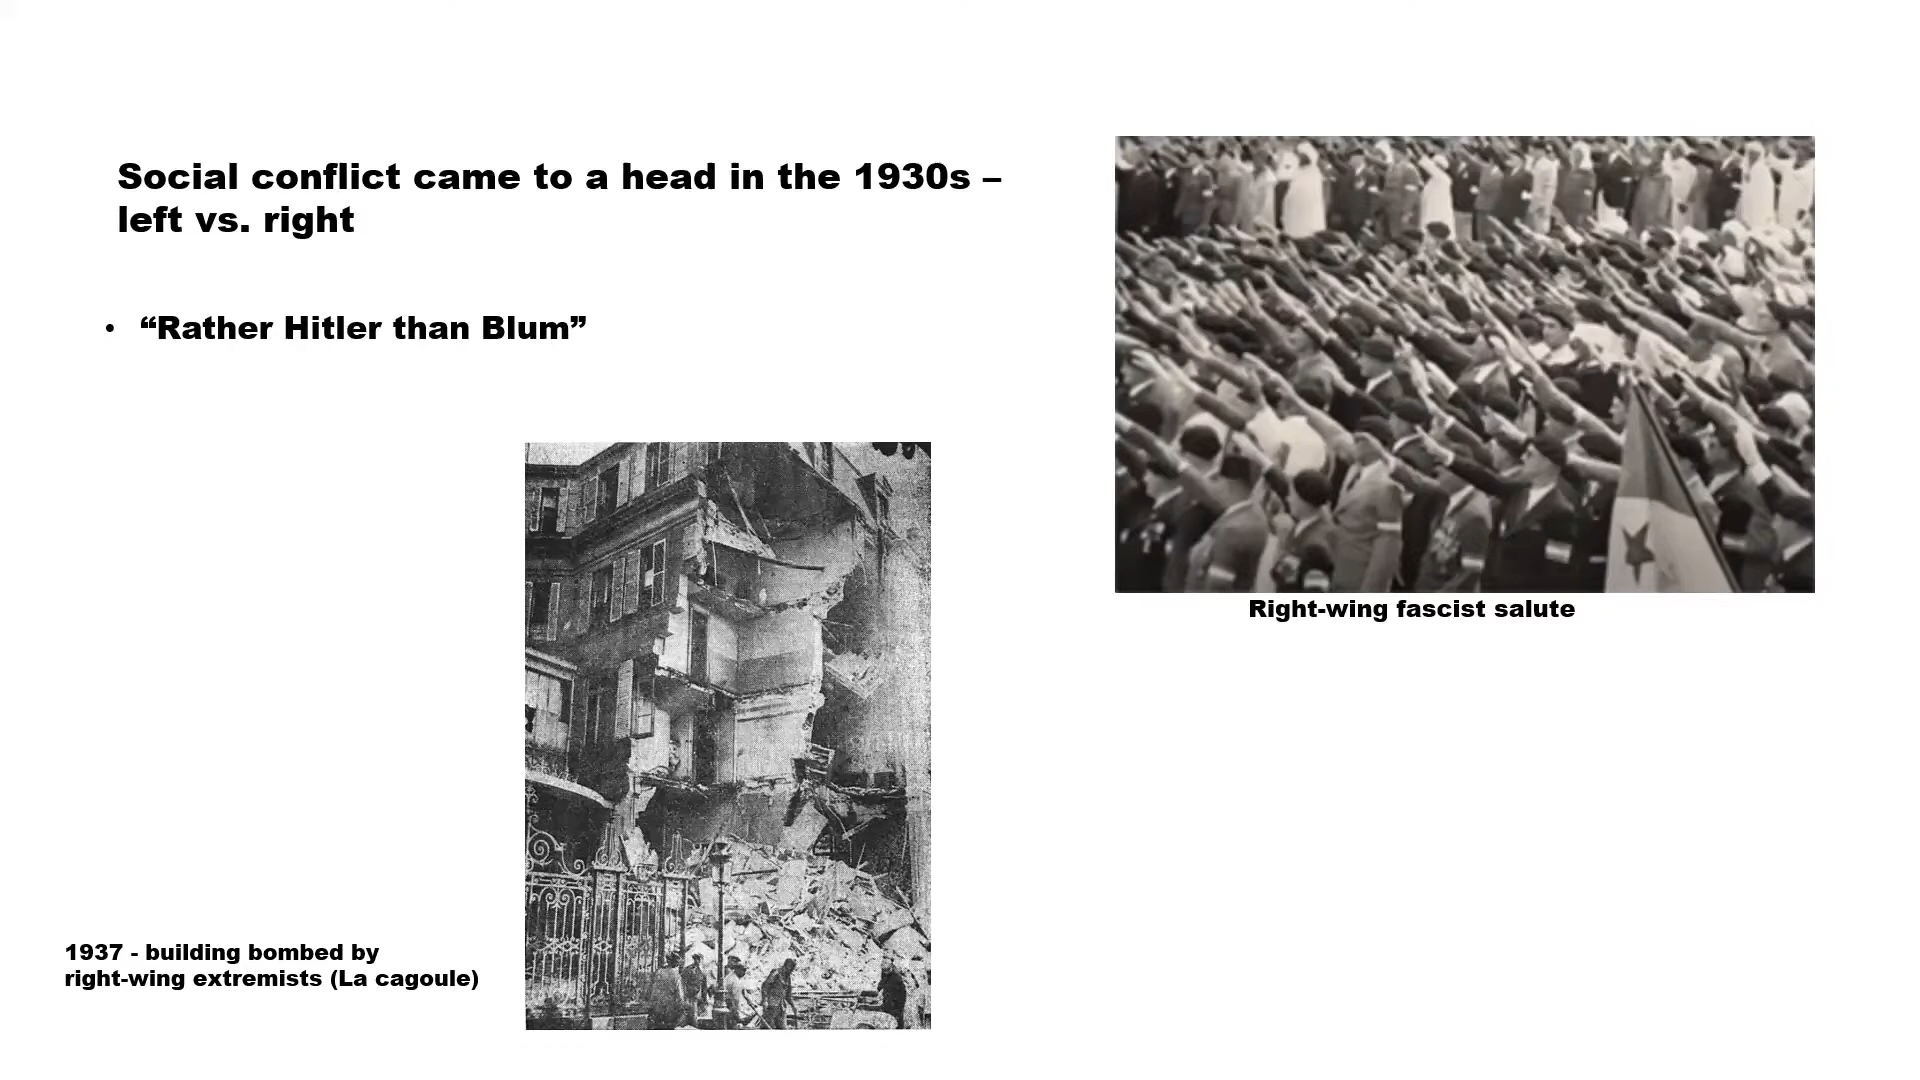 Social conflict came to a head in the 1930s –
left vs. right
• “Rather Hitler than Blum”
Right-wing fascist salute
1937 - building bombed by
right-wing extremists (La cagoule)